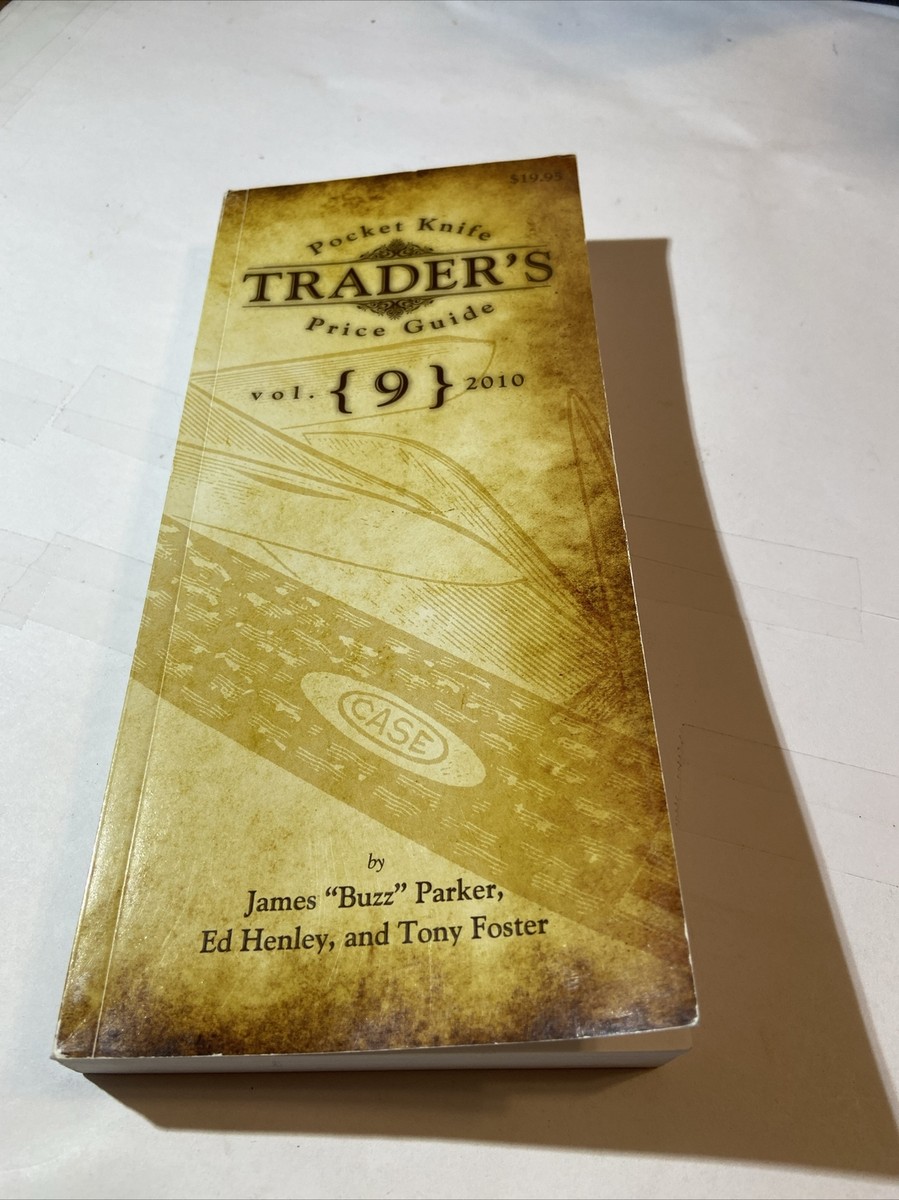 $19.95
Pocket Knife
TRADER'S
Price Guide
vol. {9} 2010
CASE
by
James “Buzz” Parker,
Ed Henley, and Tony Foster